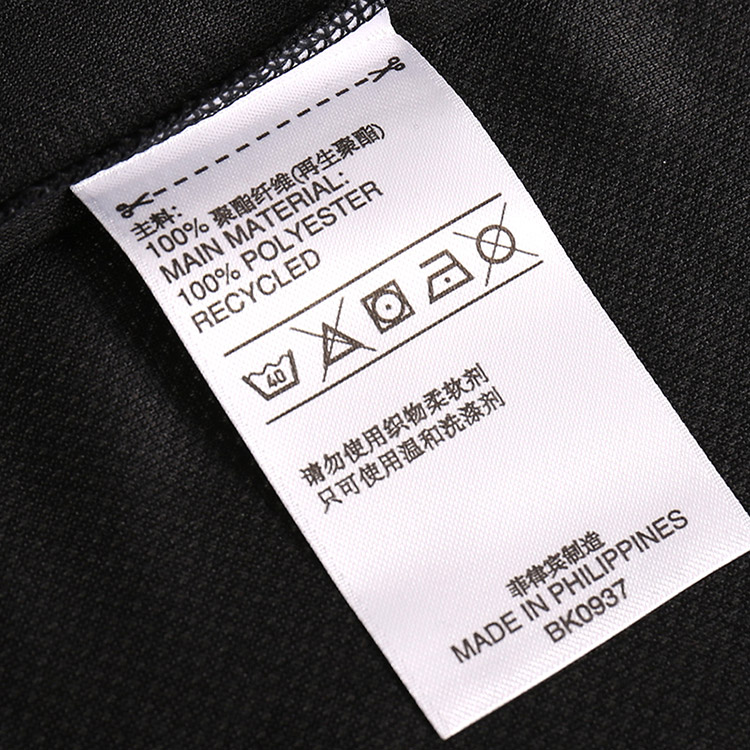 主料:
100% 聚酯纤维(再生聚酯)
MAIN MATERIAL:
100% POLYESTER
RECYCLED
40
请勿使用织物柔软剂
只可使用温和洗涤剂
菲律宾制造
MADE IN PHILIPPINES
BK0937